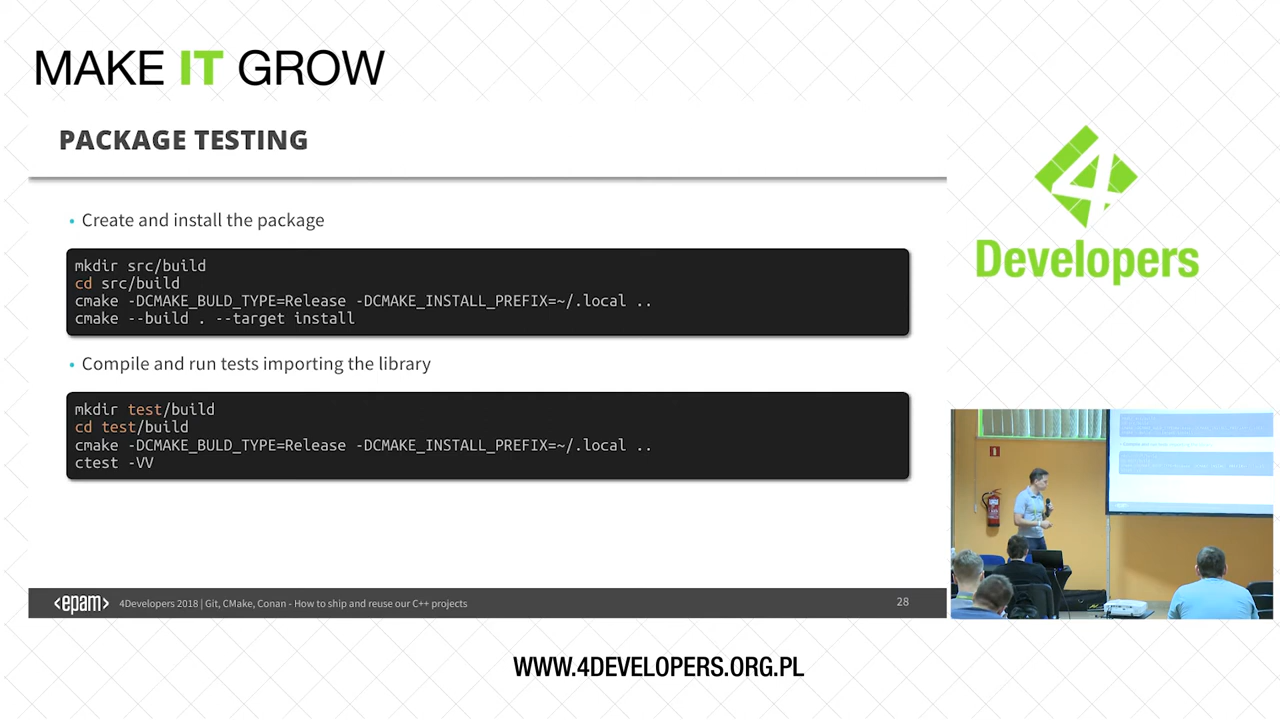 MAKE IT GROW
PACKAGE TESTING
• Create and install the package
mkdir src/build
cd src/build
cmake -DCMAKE_BULD_TYPE=Release -DCMAKE_INSTALL_PREFIX=~/.local ..
cmake --build . --target install
• Compile and run tests importing the library
mkdir test/build
cd test/build
cmake -DCMAKE_BULD_TYPE=Release -DCMAKE_INSTALL_PREFIX=~/.local ..
ctest -VV
<epam> 4Developers 2018 | Git, CMake, Conan - How to ship and reuse our C++ projects
28
4
Developers
WWW.4DEVELOPERS.ORG.PL